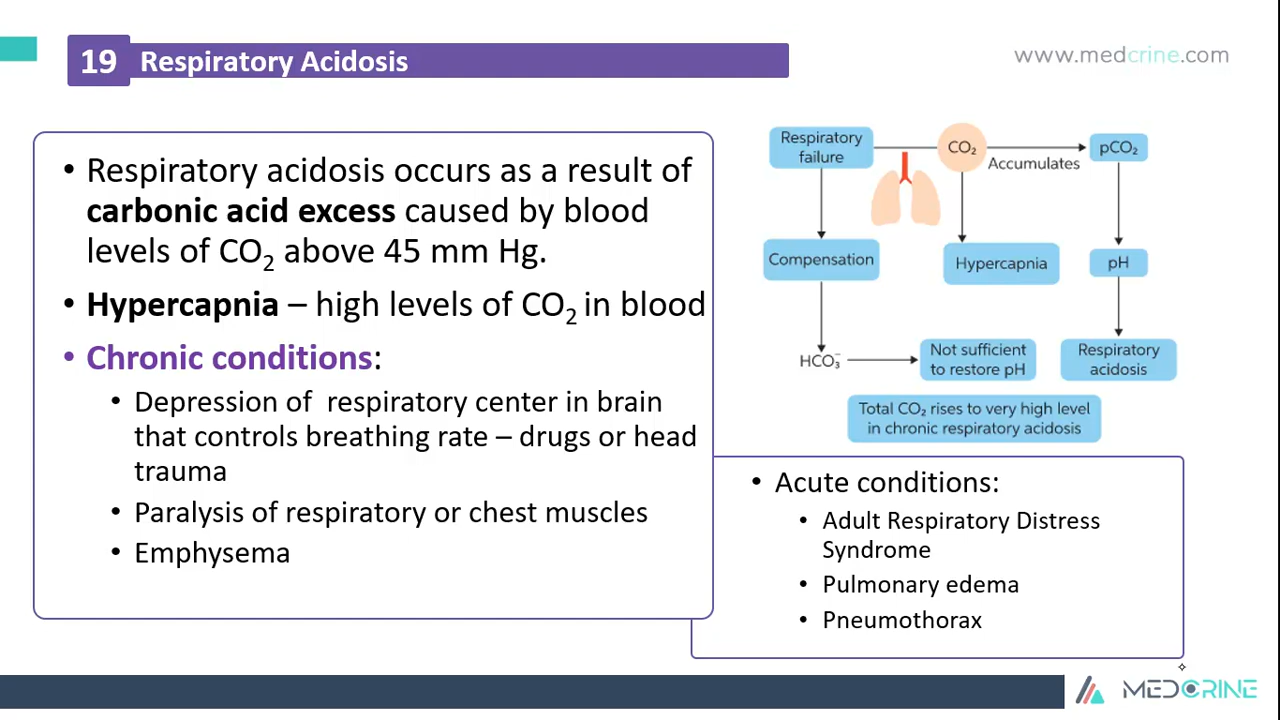 19 Respiratory Acidosis
www.medcrine.com
• Respiratory acidosis occurs as a result of
carbonic acid excess caused by blood
levels of CO₂ above 45 mm Hg.
• Hypercapnia – high levels of CO₂ in blood
• Chronic conditions:
• Depression of  respiratory center in brain
that controls breathing rate – drugs or head
trauma
• Paralysis of respiratory or chest muscles
• Emphysema
Respiratory
failure
CO₂
Accumulates
pCO₂
Compensation
Hypercapnia
pH
HCO₃⁻
Not sufficient
to restore pH
Respiratory
acidosis
Total CO₂ rises to very high level
in chronic respiratory acidosis
• Acute conditions:
• Adult Respiratory Distress
Syndrome
• Pulmonary edema
• Pneumothorax
MEDCRINE